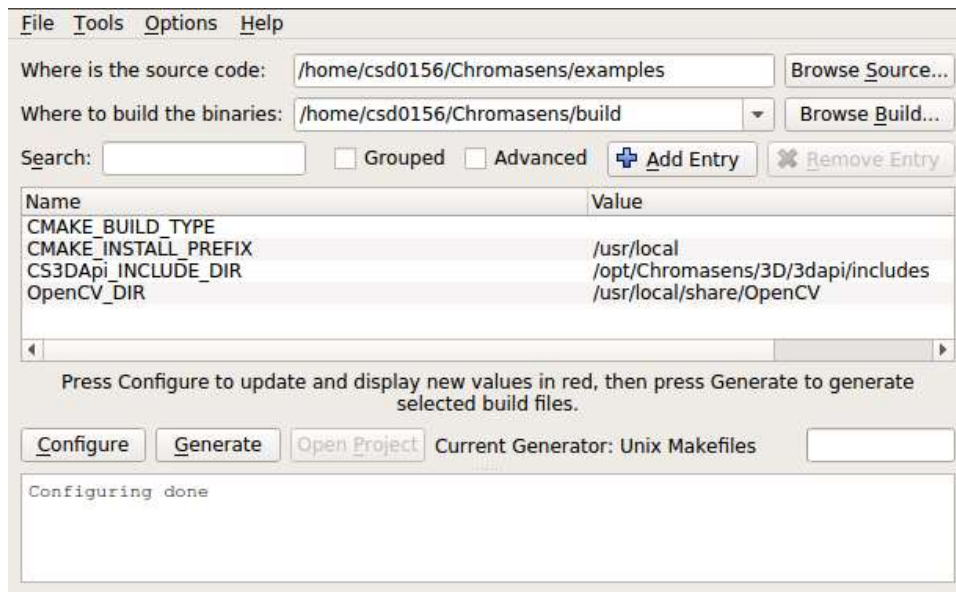 File Tools Options Help
Where is the source code: /home/csd0156/Chromasens/examples Browse Source...
Where to build the binaries: /home/csd0156/Chromasens/build Browse Build...
Search: Grouped Advanced Add Entry Remove Entry
Name Value
CMAKE_BUILD_TYPE
CMAKE_INSTALL_PREFIX /usr/local
CS3DApi_INCLUDE_DIR /opt/Chromasens/3D/3dapi/includes
OpenCV_DIR /usr/local/share/OpenCV
Press Configure to update and display new values in red, then press Generate to generate
selected build files.
Configure Generate Open Project Current Generator: Unix Makefiles
Configuring done